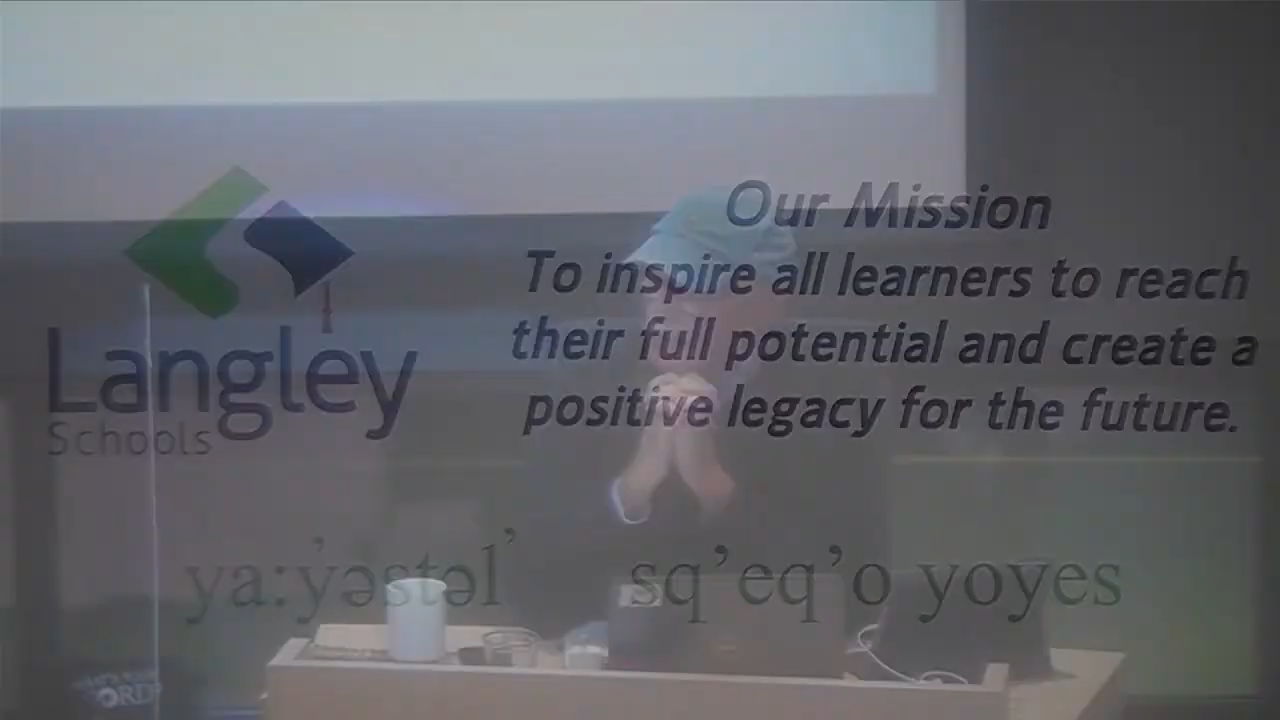 Our Mission
To inspire all learners to reach
their full potential and create a
positive legacy for the future.
Langley
Schools
ya:y̓əstəl̓
sq’eq’o yoyes